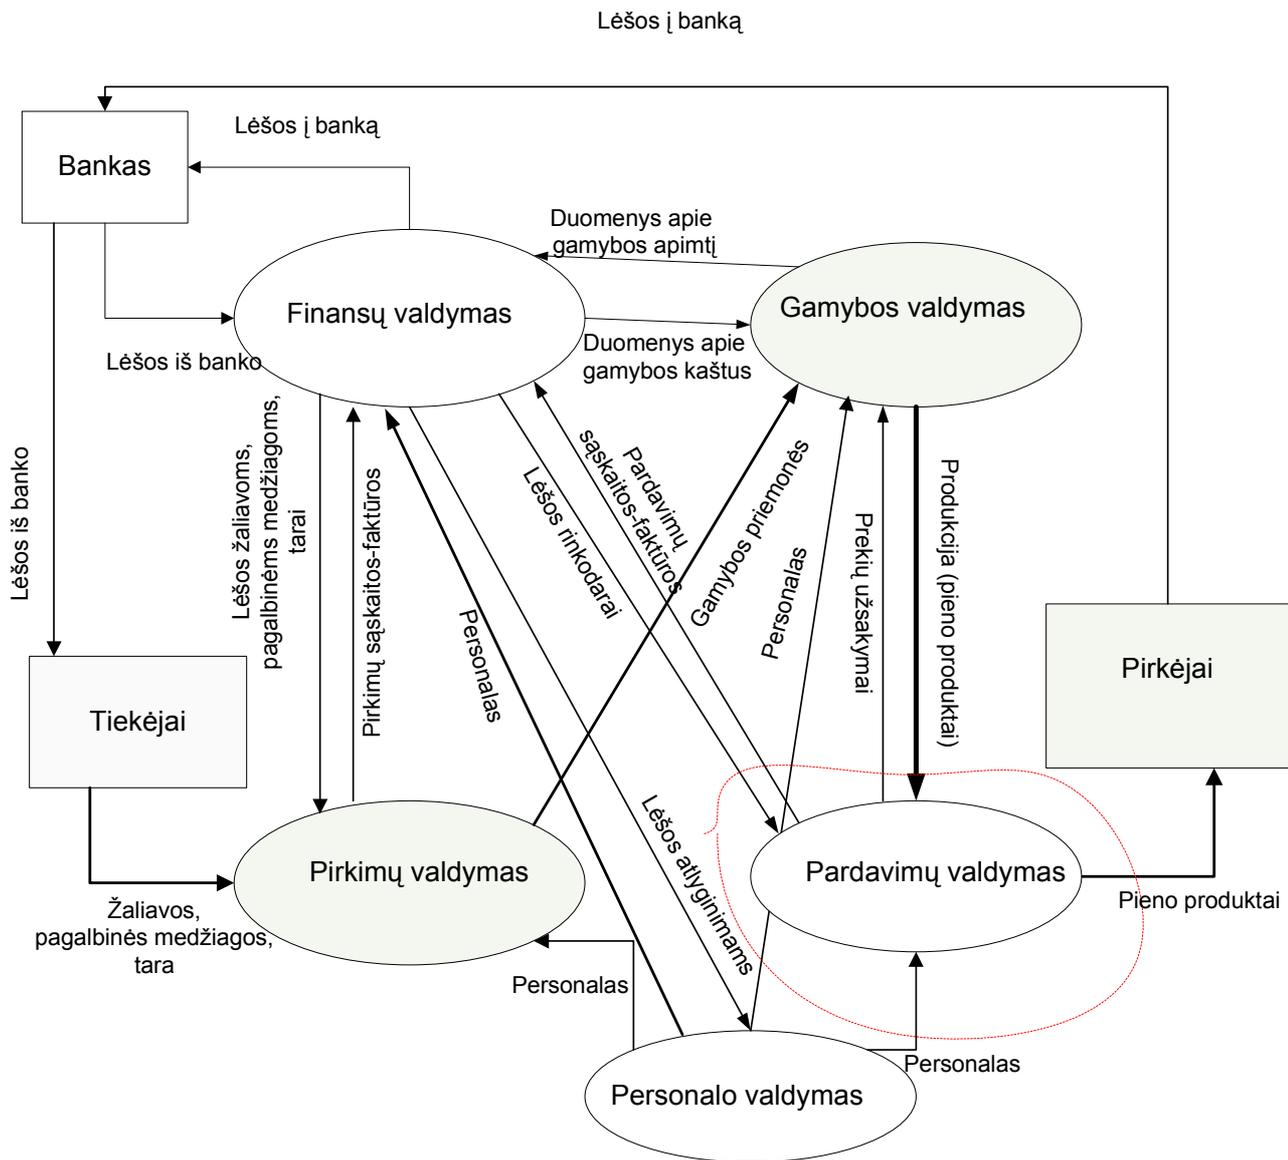 Lėšos į banką
Lėšos į banką
Bankas
Duomenys apie
gamybos apimtį
Finansų valdymas
Gamybos valdymas
Duomenys apie
gamybos kaštus
Lėšos iš banko
Lėšos iš banko
Lėšos žaliavoms,
pagalbinėms medžiagoms,
tarai
Pirkimų sąskaitos-faktūros
Personalas
Lėšos rinkodarai
Pardavimų
sąskaitos-faktūros
Gamybos priemonės
Personalas
Prekių užsakymai
Produkcija (pieno produktai)
Pirkėjai
Tiekėjai
Lėšos atlyginimams
Pirkimų valdymas
Pardavimų valdymas
Pieno produktai
Žaliavos,
pagalbinės medžiagos,
tara
Personalas
Personalas
Personalo valdymas